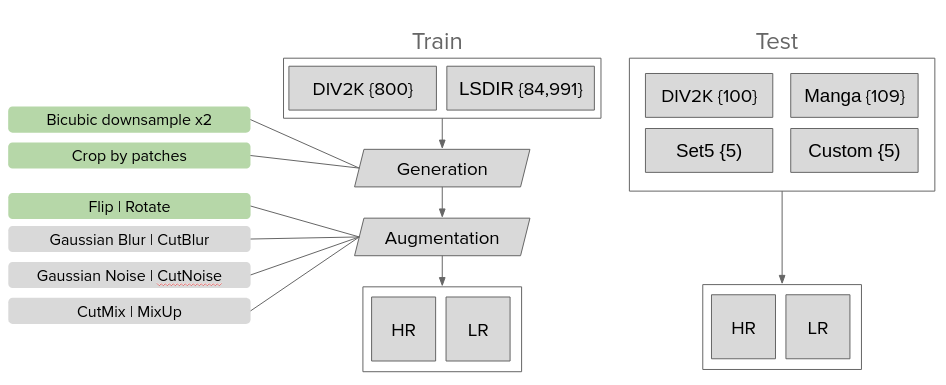 Train
Test
DIV2K {800}
LSDIR {84,991}
DIV2K {100}
Manga {109}
Set5 {5)
Custom {5)
Bicubic downsample x2
Crop by patches
Generation
Flip | Rotate
Gaussian Blur | CutBlur
Gaussian Noise | CutNoise
CutMix | MixUp
Augmentation
HR
LR
HR
LR